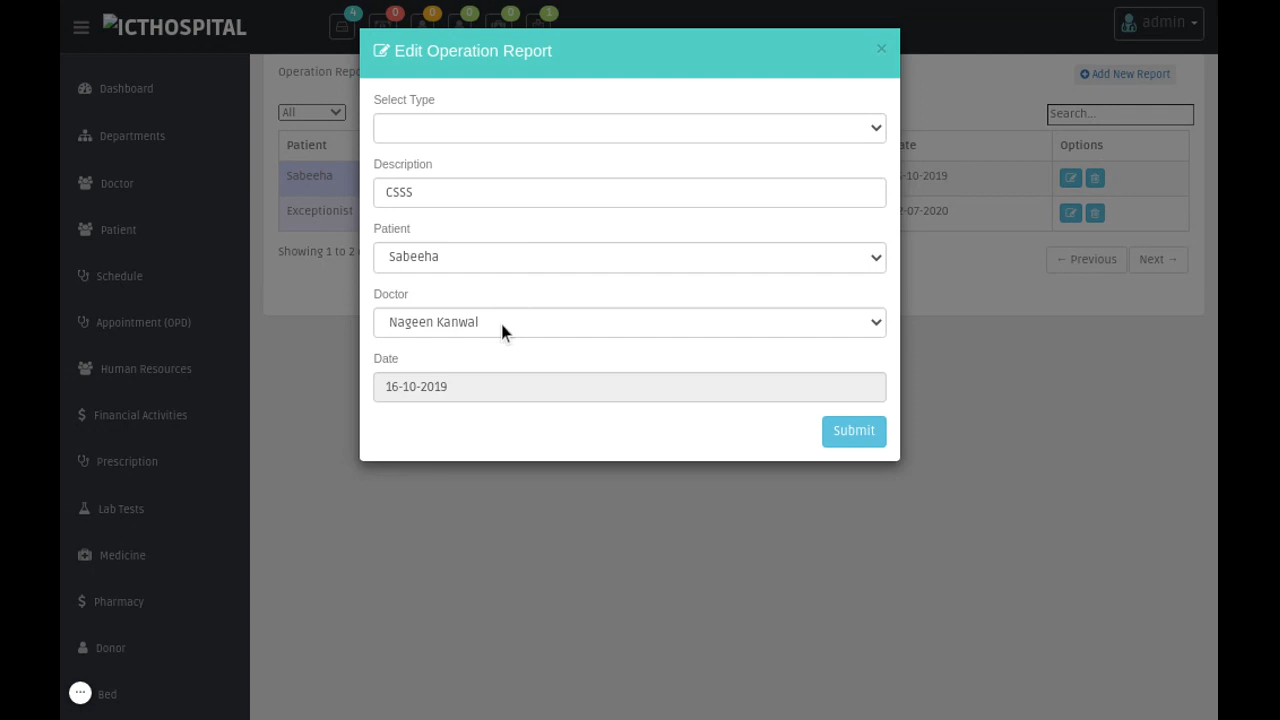 4 0 0 0 0 1
ICTHOSPITAL
admin
Edit Operation Report
×
Dashboard
Departments
Doctor
Patient
Schedule
Appointment (OPD)
Human Resources
Financial Activities
Prescription
Lab Tests
Medicine
Pharmacy
Donor
Bed
Operation Repo
Add New Report
All
Search...
Patient
ate
Options
Sabeeha
-10-2019
Exceptionist
-07-2020
Showing 1 to 2
← Previous
Next →
Select Type
Description
CSSS
Patient
Sabeeha
Doctor
Nageen Kanwal
Date
16-10-2019
Submit